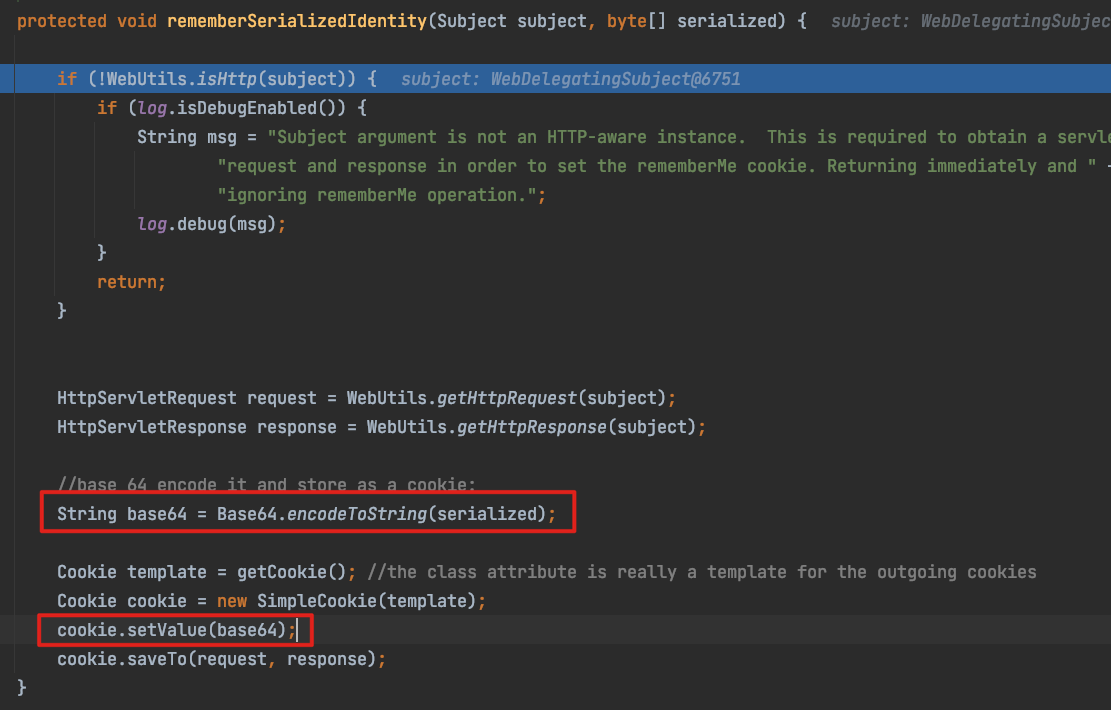 protected void rememberSerializedIdentity(Subject subject, byte[] serialized) {   subject: WebDelegatingSubjec
if (!WebUtils.isHttp(subject)) {   subject: WebDelegatingSubject@6751
if (log.isDebugEnabled()) {
String msg = "Subject argument is not an HTTP-aware instance.  This is required to obtain a servle
"request and response in order to set the rememberMe cookie. Returning immediately and " +
"ignoring rememberMe operation.";
log.debug(msg);
}
return;
}
HttpServletRequest request = WebUtils.getHttpRequest(subject);
HttpServletResponse response = WebUtils.getHttpResponse(subject);
//base 64 encode it and store as a cookie:
String base64 = Base64.encodeToString(serialized);
Cookie template = getCookie(); //the class attribute is really a template for the outgoing cookies
Cookie cookie = new SimpleCookie(template);
cookie.setValue(base64);
cookie.saveTo(request, response);
}